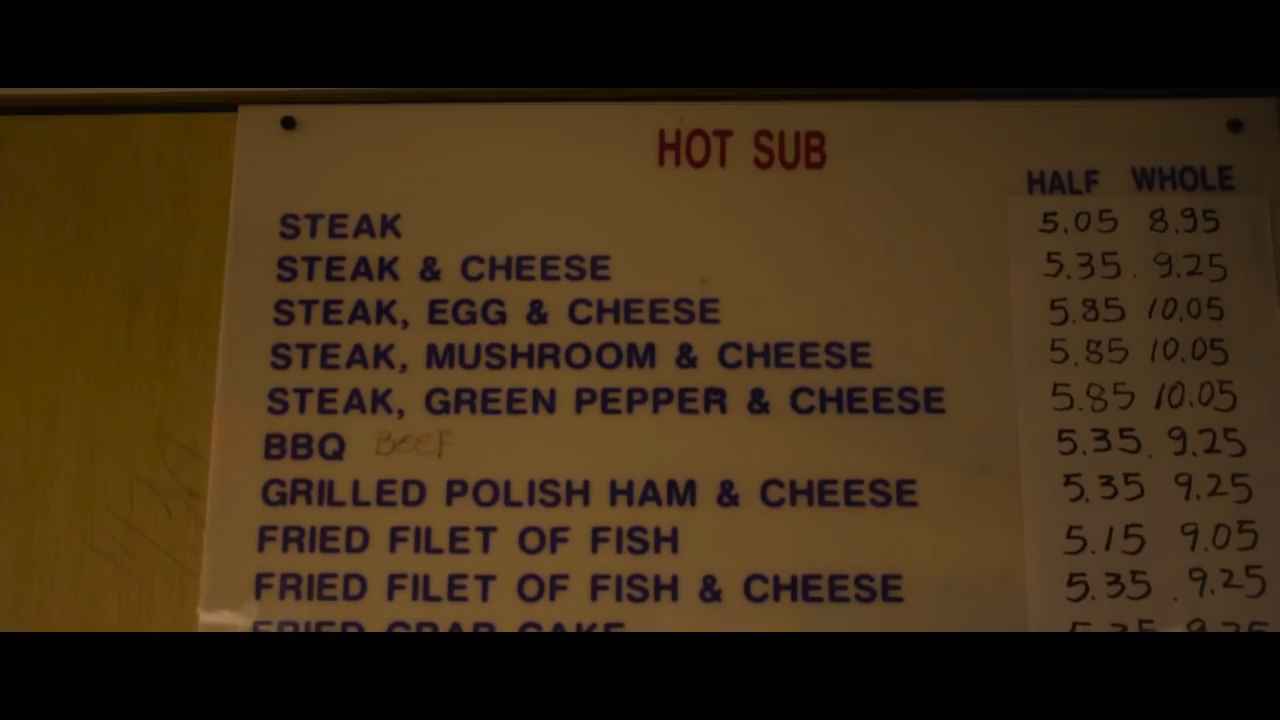 HOT SUB
HALF WHOLE
STEAK 5.05 8.95
STEAK & CHEESE 5.35 9.25
STEAK, EGG & CHEESE 5.85 10.05
STEAK, MUSHROOM & CHEESE 5.85 10.05
STEAK, GREEN PEPPER & CHEESE 5.85 10.05
BBQ Beef 5.35 9.25
GRILLED POLISH HAM & CHEESE 5.35 9.25
FRIED FILET OF FISH 5.15 9.05
FRIED FILET OF FISH & CHEESE 5.35 9.25
FRIED CRAB CAKE